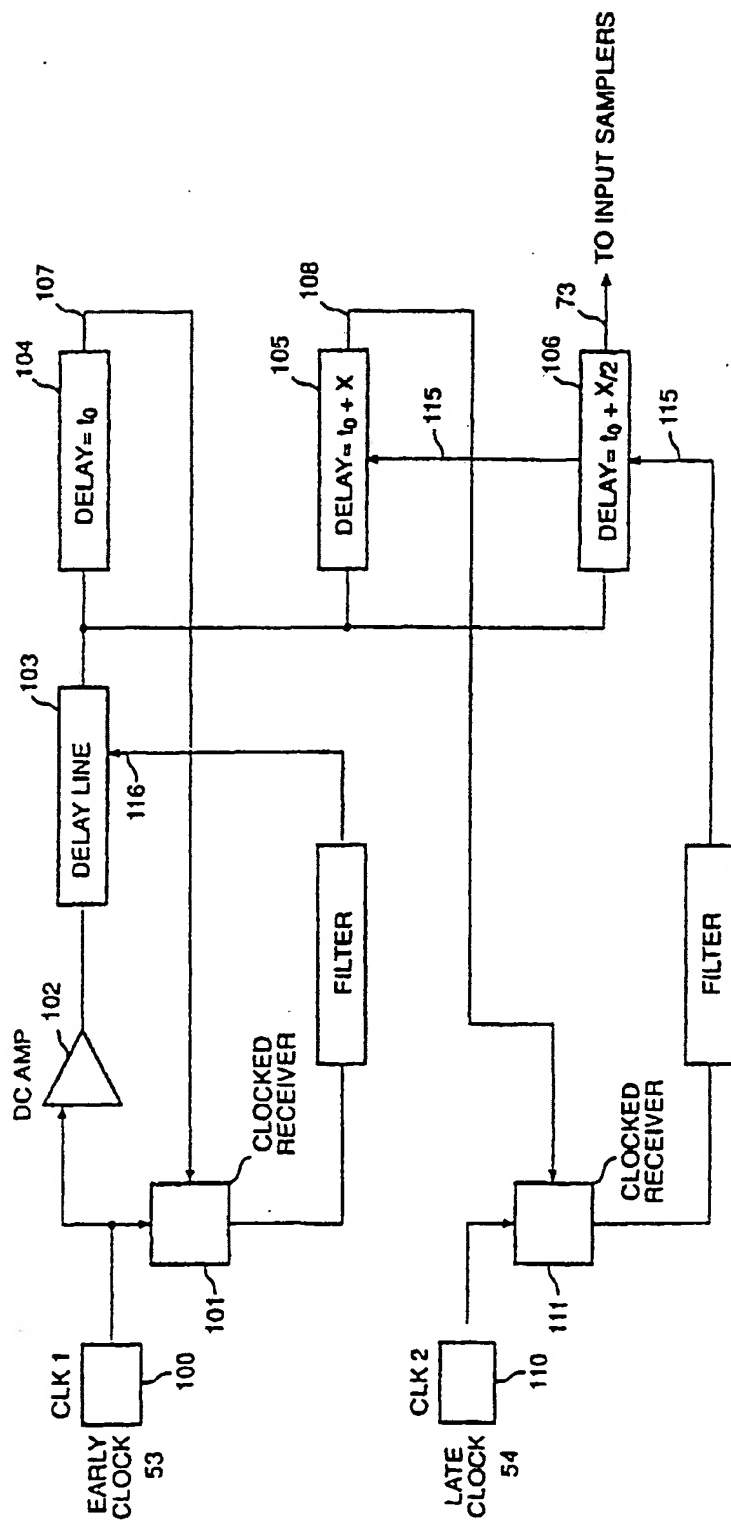 CLK 1
100
EARLY
CLOCK
53
101
CLOCKED
RECEIVER
DC AMP
102
DELAY LINE
103
116
FILTER
DELAY= t₀
104
107
DELAY= t₀ + X
105
108
115
DELAY= t₀ + X/2
106
73
TO INPUT SAMPLERS
115
CLK 2
110
LATE
CLOCK
54
111
CLOCKED
RECEIVER
FILTER